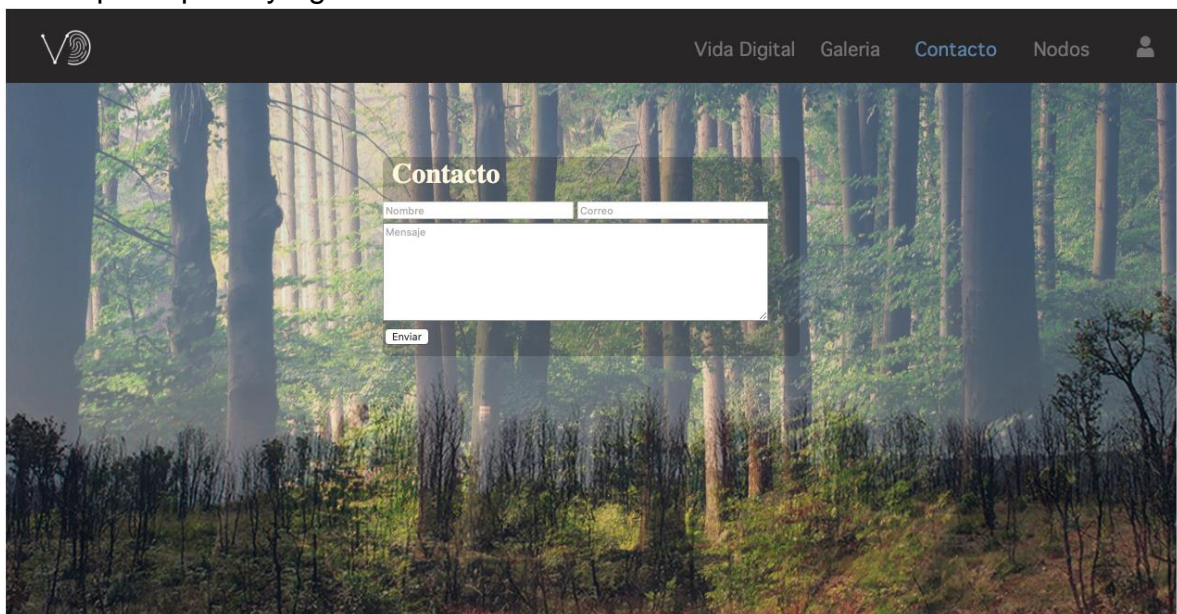 Vida Digital Galeria Contacto Nodos
Contacto
Nombre Correo
Mensaje
Enviar